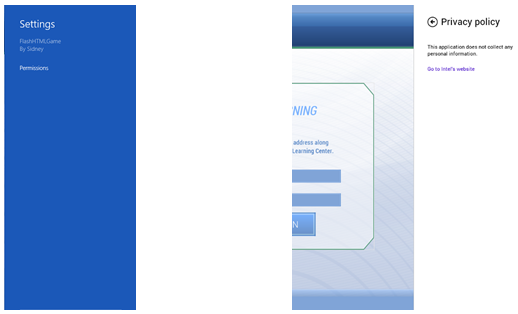 Settings
FlashHTMLGame
By Sidney
Permissions
NING
address along
Learning Center.
N
Privacy policy
This application does not collect any
personal information.
Go to Intel's website